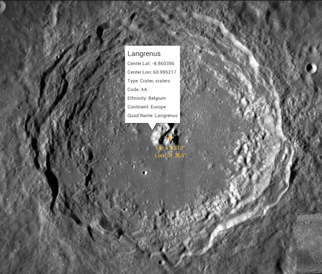 Langrenus
Center Lat: -8.860386
Center Lon: 60.995217
Type: Crater, craters
Code: AA
Ethnicity: Belgium
Continent: Europe
Quad Name: Langrenus